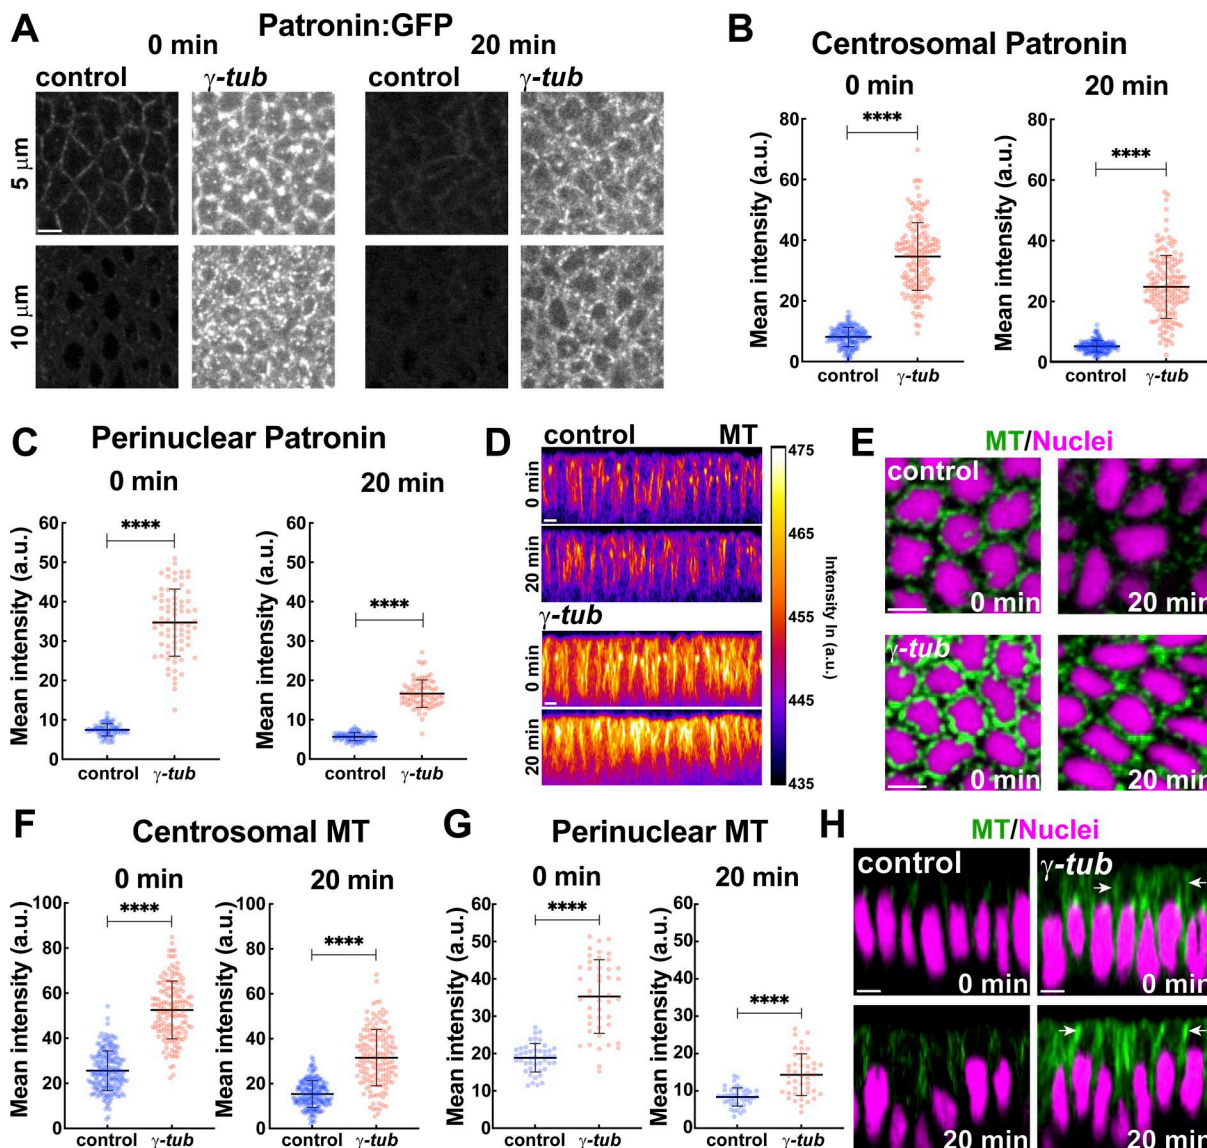 A
Patronin:GFP
0 min
20 min
control
γ-tub
control
γ-tub
5 μm
10 μm
B
Centrosomal Patronin
0 min
20 min
Mean intensity (a.u.)
80
60
40
20
0
****
control
γ-tub
Mean intensity (a.u.)
80
60
40
20
0
****
control
γ-tub
C
Perinuclear Patronin
0 min
20 min
Mean intensity (a.u.)
60
50
40
30
20
10
0
****
control
γ-tub
Mean intensity (a.u.)
60
50
40
30
20
10
0
****
control
γ-tub
D
control
MT
0 min
20 min
γ-tub
0 min
20 min
475
465
455
445
435
Intensity ln (a.u.)
E
MT/Nuclei
control
0 min
20 min
γ-tub
0 min
20 min
F
Centrosomal MT
0 min
20 min
Mean intensity (a.u.)
100
80
60
40
20
0
****
control
γ-tub
Mean intensity (a.u.)
100
80
60
40
20
0
****
control
γ-tub
G
Perinuclear MT
0 min
20 min
Mean intensity (a.u.)
60
50
40
30
20
10
0
****
control
γ-tub
Mean intensity (a.u.)
60
50
40
30
20
10
0
****
control
γ-tub
H
MT/Nuclei
control
γ-tub
0 min
0 min
20 min
20 min